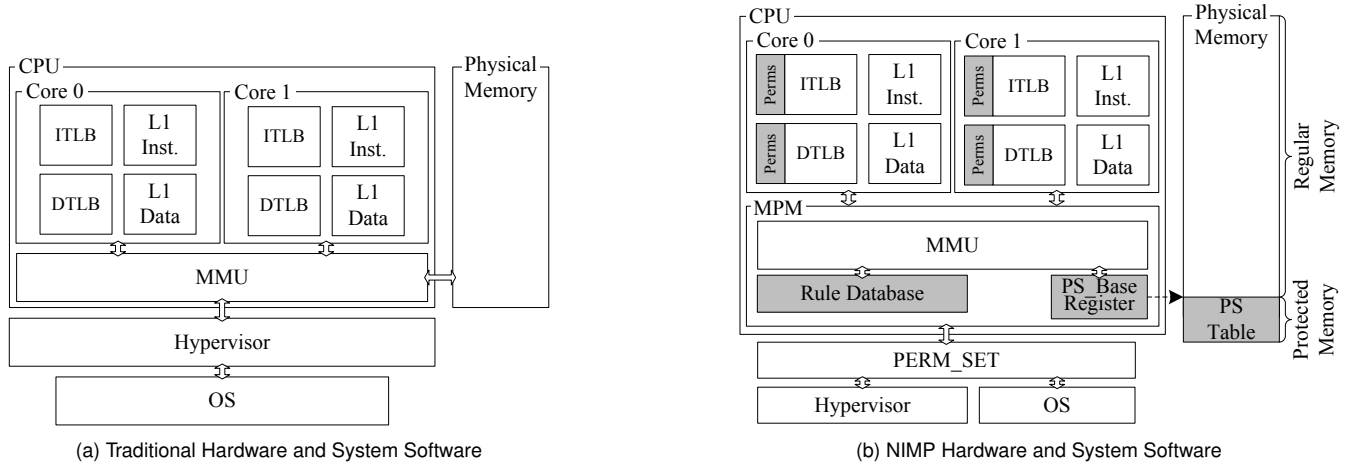 CPU
Core 0
Core 1
ITLB
L1
Inst.
DTLB
L1
Data
ITLB
L1
Inst.
DTLB
L1
Data
MMU
Physical
Memory
Hypervisor
OS
(a) Traditional Hardware and System Software
CPU
Core 0
Core 1
Perms
ITLB
L1
Inst.
Perms
DTLB
L1
Data
Perms
ITLB
L1
Inst.
Perms
DTLB
L1
Data
MPM
MMU
Rule Database
PS_Base
Register
Physical
Memory
Regular
Memory
PS
Table
Protected
Memory
PERM_SET
Hypervisor
OS
(b) NIMP Hardware and System Software